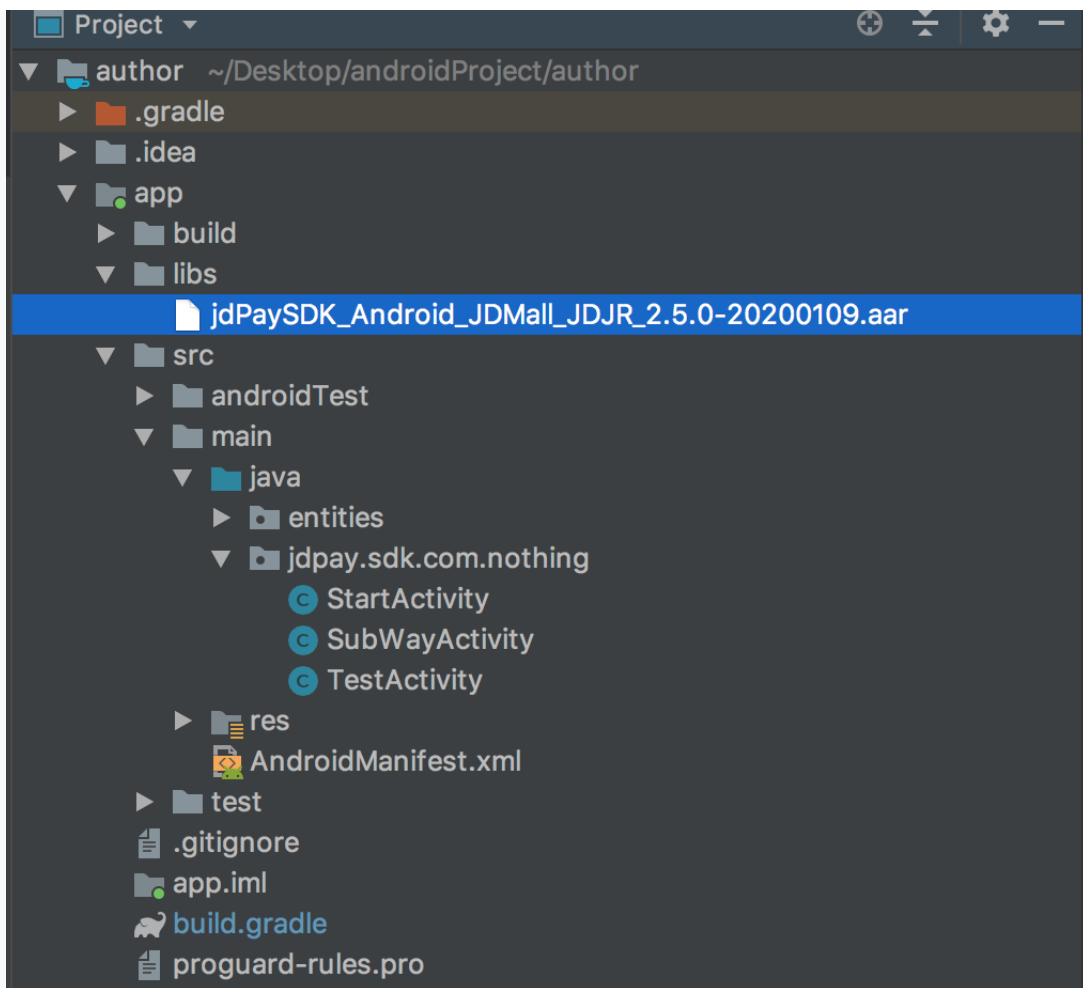 Project
author ~/Desktop/androidProject/author
.gradle
.idea
app
build
libs
jdPaySDK_Android_JDMall_JDJR_2.5.0-20200109.aar
src
androidTest
main
java
entities
jdpay.sdk.com.nothing
StartActivity
SubWayActivity
TestActivity
res
AndroidManifest.xml
test
.gitignore
app.iml
build.gradle
proguard-rules.pro